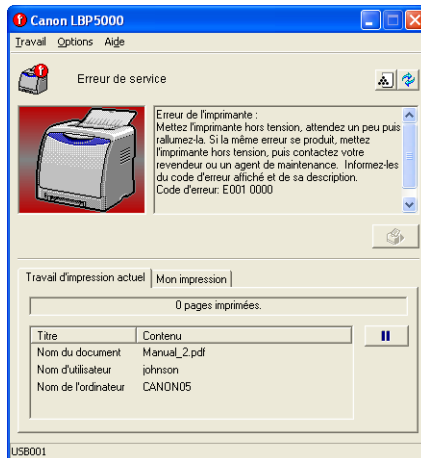 Canon LBP5000
Travail Options Aide
Erreur de service
Erreur de l'imprimante :
Mettez l'imprimante hors tension, attendez un peu puis
rallumez-la. Si la même erreur se produit, mettez
l'imprimante hors tension, puis contactez votre
revendeur ou un agent de maintenance. Informez-les
du code d'erreur affiché et de sa description.
Code d'erreur: E001 0000
Travail d'impression actuel Mon impression
0 pages imprimées.
Titre Contenu
Nom du document Manual_2.pdf
Nom d'utilisateur johnson
Nom de l'ordinateur CANON05
USB001